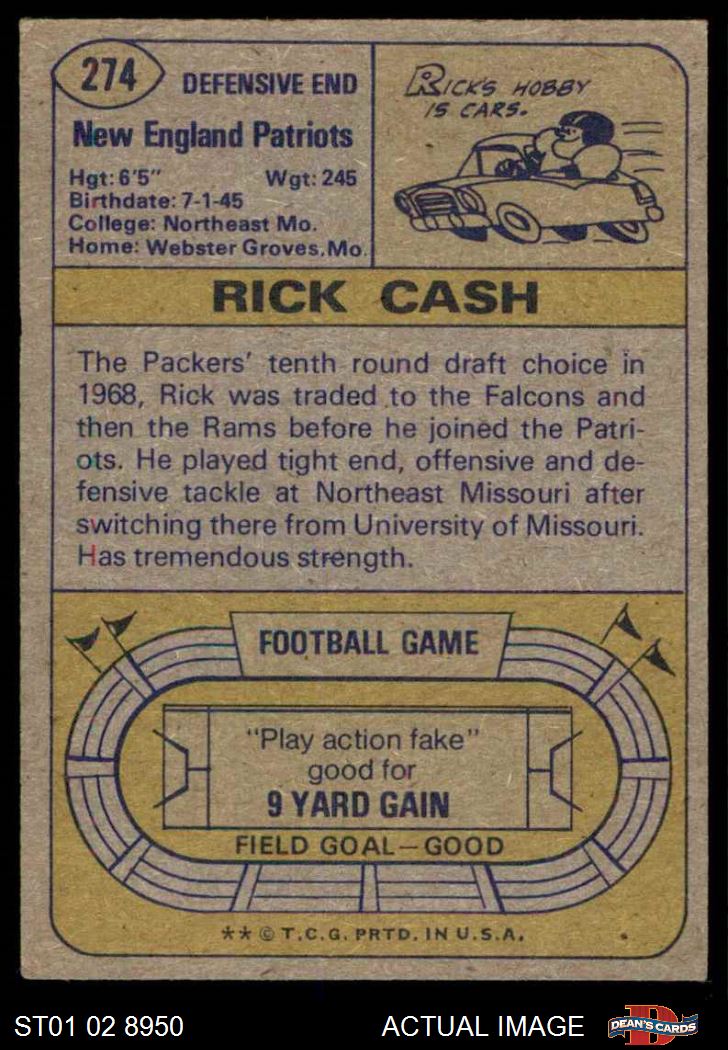 274
DEFENSIVE END
New England Patriots
Hgt: 6'5" Wgt: 245
Birthdate: 7-1-45
College: Northeast Mo.
Home: Webster Groves, Mo.
RICK'S HOBBY
IS CARS.
RICK CASH
The Packers' tenth round draft choice in
1968, Rick was traded to the Falcons and
then the Rams before he joined the Patri-
ots. He played tight end, offensive and de-
fensive tackle at Northeast Missouri after
switching there from University of Missouri.
Has tremendous strength.
FOOTBALL GAME
"Play action fake"
good for
9 YARD GAIN
FIELD GOAL—GOOD
** © T.C.G. PRTD. IN U.S.A.
ST01 02 8950
ACTUAL IMAGE
D
DEAN'S CARDS